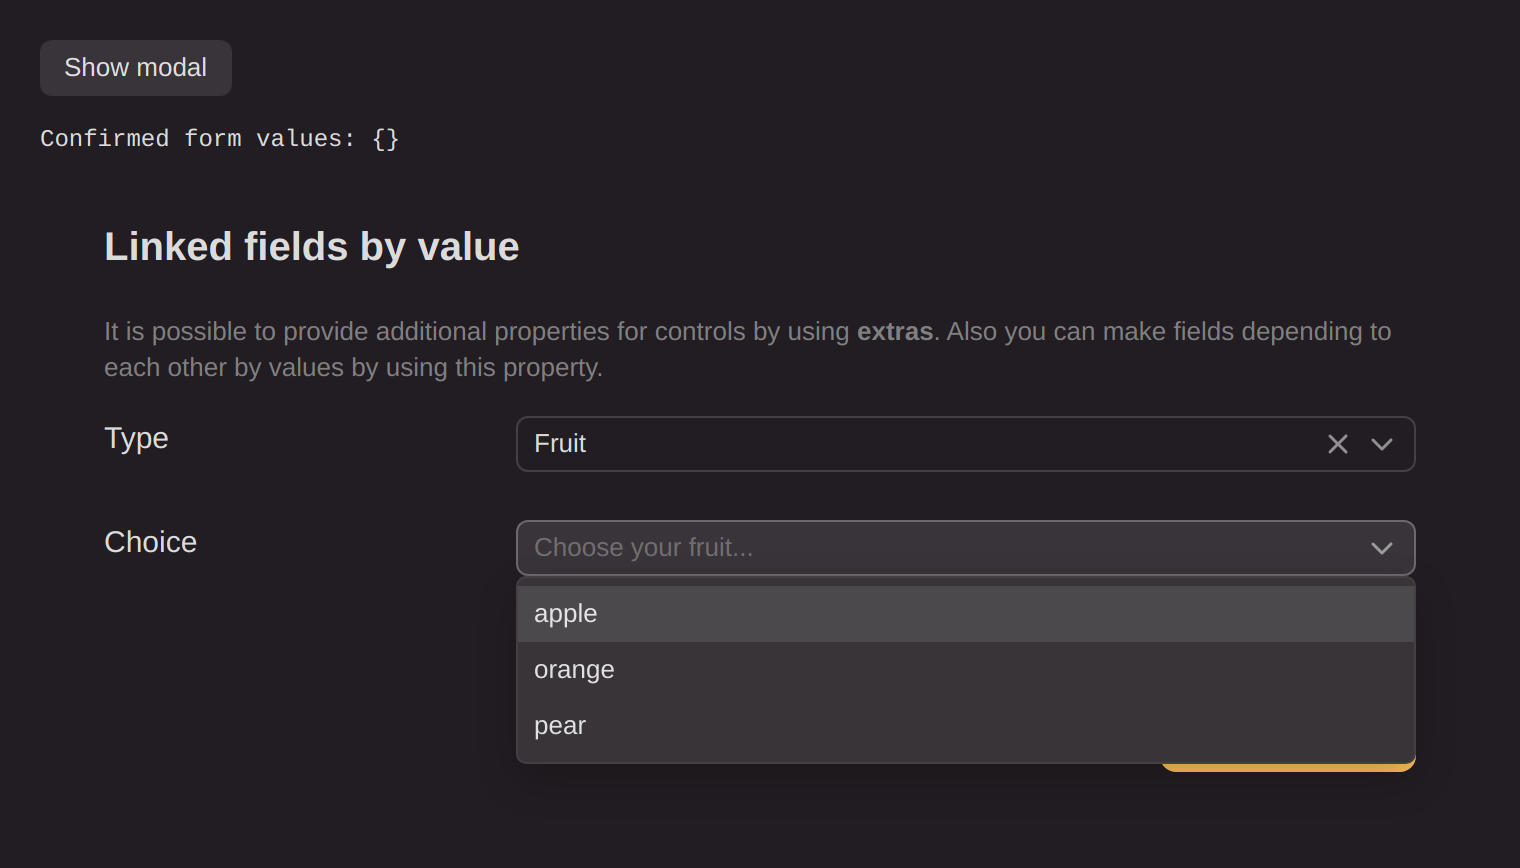 Show modal
Confirmed form values: {}
Linked fields by value
It is possible to provide additional properties for controls by using extras. Also you can make fields depending to
each other by values by using this property.
Type
Fruit
Choice
Choose your fruit...
apple
orange
pear